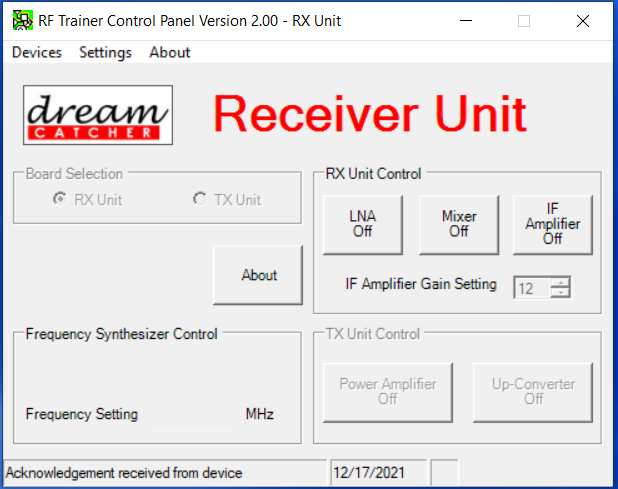 RF Trainer Control Panel Version 2.00 - RX Unit
Devices Settings About
dream
CATCHER
Receiver Unit
Board Selection
RX Unit TX Unit
About
RX Unit Control
LNA
Off
Mixer
Off
IF
Amplifier
Off
IF Amplifier Gain Setting 12
Frequency Synthesizer Control
Frequency Setting MHz
TX Unit Control
Power Amplifier
Off
Up-Converter
Off
Acknowledgement received from device 12/17/2021